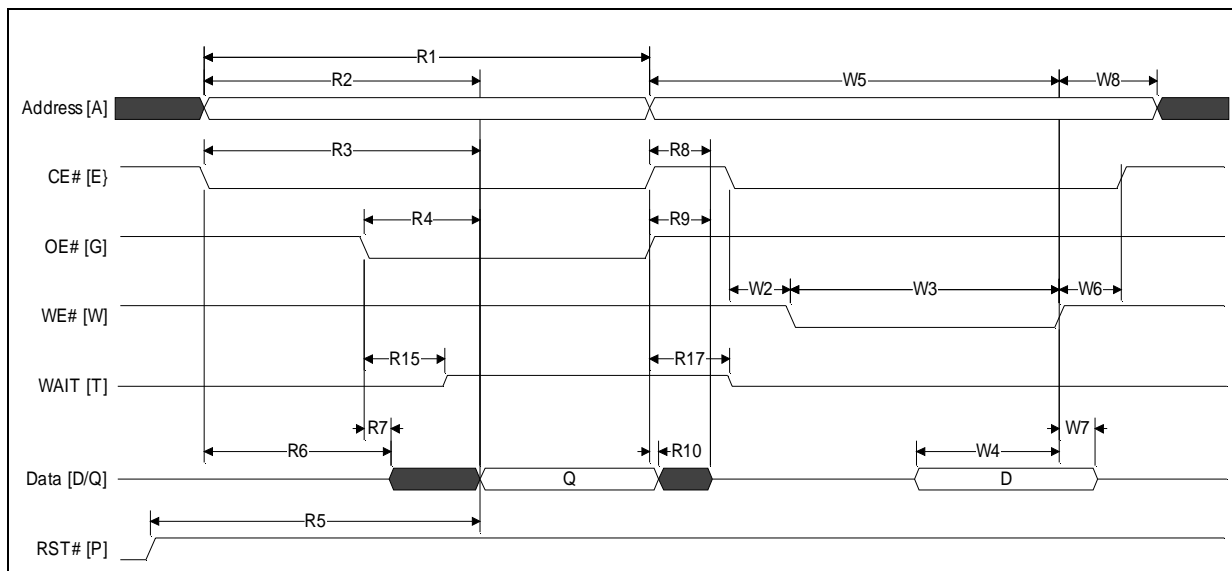 R1
R2 W5 W8
Address [A]
R3 R8
CE# [E}
R4 R9
OE# [G]
W2 W3 W6
WE# [W]
R15 R17
WAIT [T]
R7
R6 R10 W4 W7
Data [D/Q] Q D
R5
RST# [P]